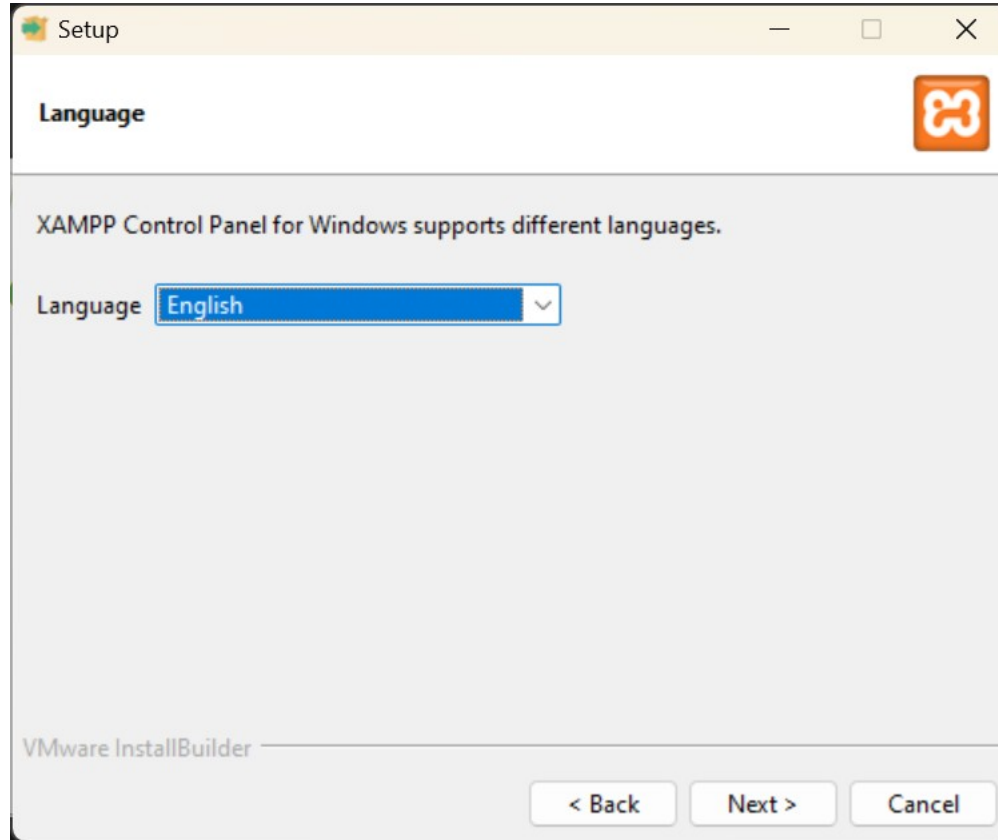 Setup
Language
XAMPP Control Panel for Windows supports different languages.
Language English
VMware InstallBuilder
< Back Next > Cancel